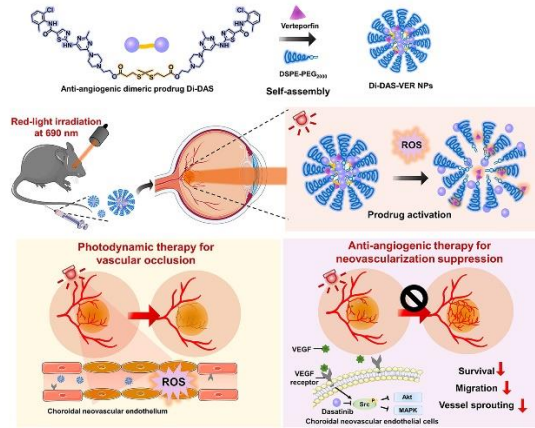 Verteporfin
DSPE-PEG2000
Anti-angiogenic dimeric prodrug Di-DAS
Self-assembly
Di-DAS-VER NPs
Red-light irradiation
at 690 nm
ROS
Prodrug activation
Photodynamic therapy for
vascular occlusion
ROS
Choroidal neovascular endothelium
Anti-angiogenic therapy for
neovascularization suppression
VEGF
VEGF
receptor
Dasatinib
Src
P
Akt
MAPK
Choroidal neovascular endothelial cells
Survival
Migration
Vessel sprouting